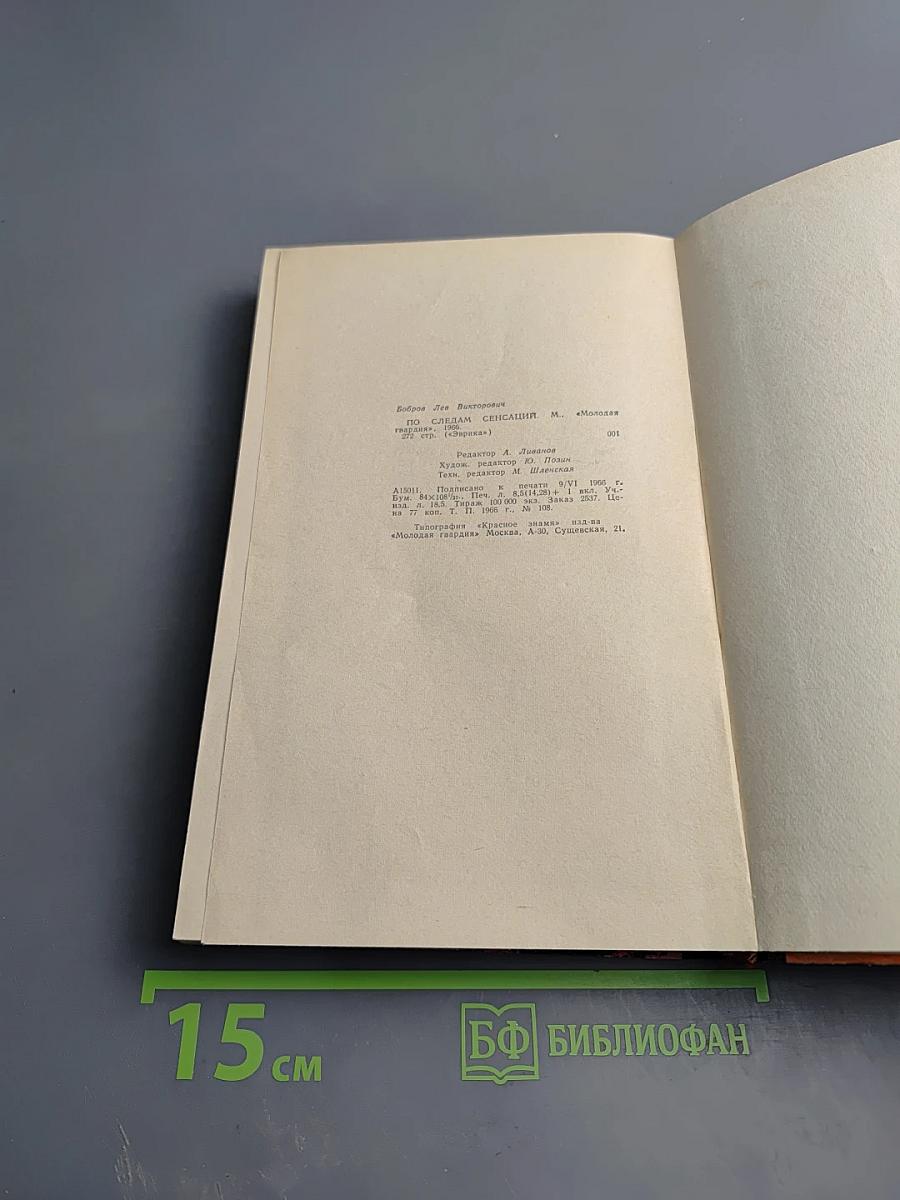 Бобров Лев Викторович
ПО СЛЕДАМ СЕНСАЦИЙ. М., «Молодая
гвардия», 1966.
272 стр. («Эврика») 001
Редактор А. Ливанов
Худож. редактор Ю. Позин
Техн. редактор М. Шленская
А15011. Подписано к печати 9/VI 1966 г.
Бум. 84×108¹/₃₂. Печ. л. 8,5(14,28)+ 1 вкл. Уч.-
изд. л. 18,5. Тираж 100 000 экз. Заказ 2537. Це-
на 77 коп. Т. П. 1966 г., № 108.
Типография «Красное знамя» изд-ва
«Молодая гвардия» Москва, А-30, Сущевская, 21.
15 см
БФ БИБЛИОФАН